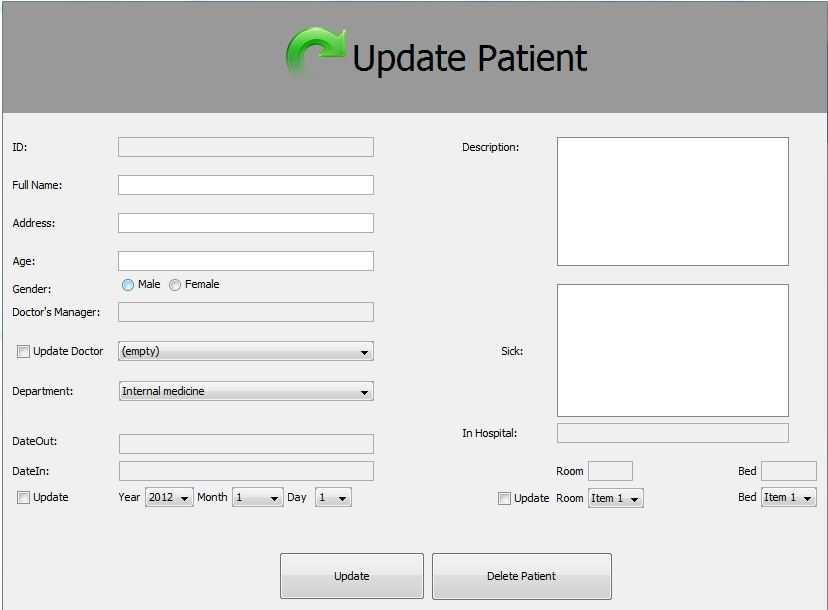 Update Patient
ID:
Full Name:
Address:
Age:
Gender: Male Female
Doctor's Manager:
Update Doctor (empty)
Department: Internal medicine
DateOut:
DateIn:
Update Year 2012 Month 1 Day 1
Description:
Sick:
In Hospital:
Room Bed
Update Room Item 1 Bed Item 1
Update Delete Patient